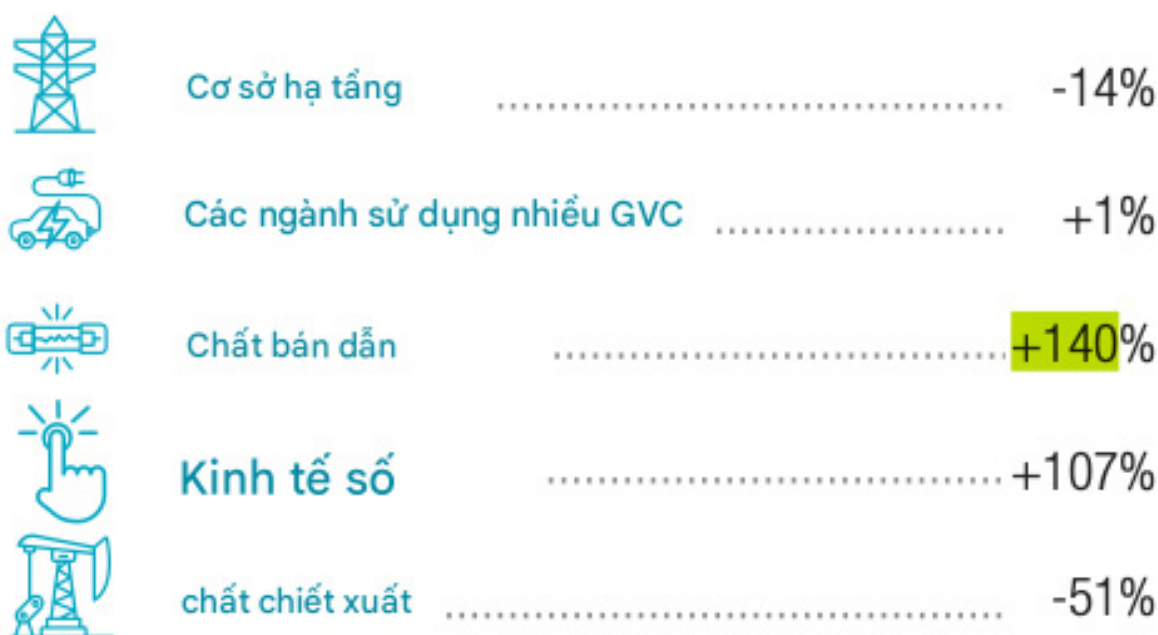 Cơ sở hạ tầng -14%
Các ngành sử dụng nhiều GVC +1%
Chất bán dẫn +140%
Kinh tế số +107%
chất chiết xuất -51%